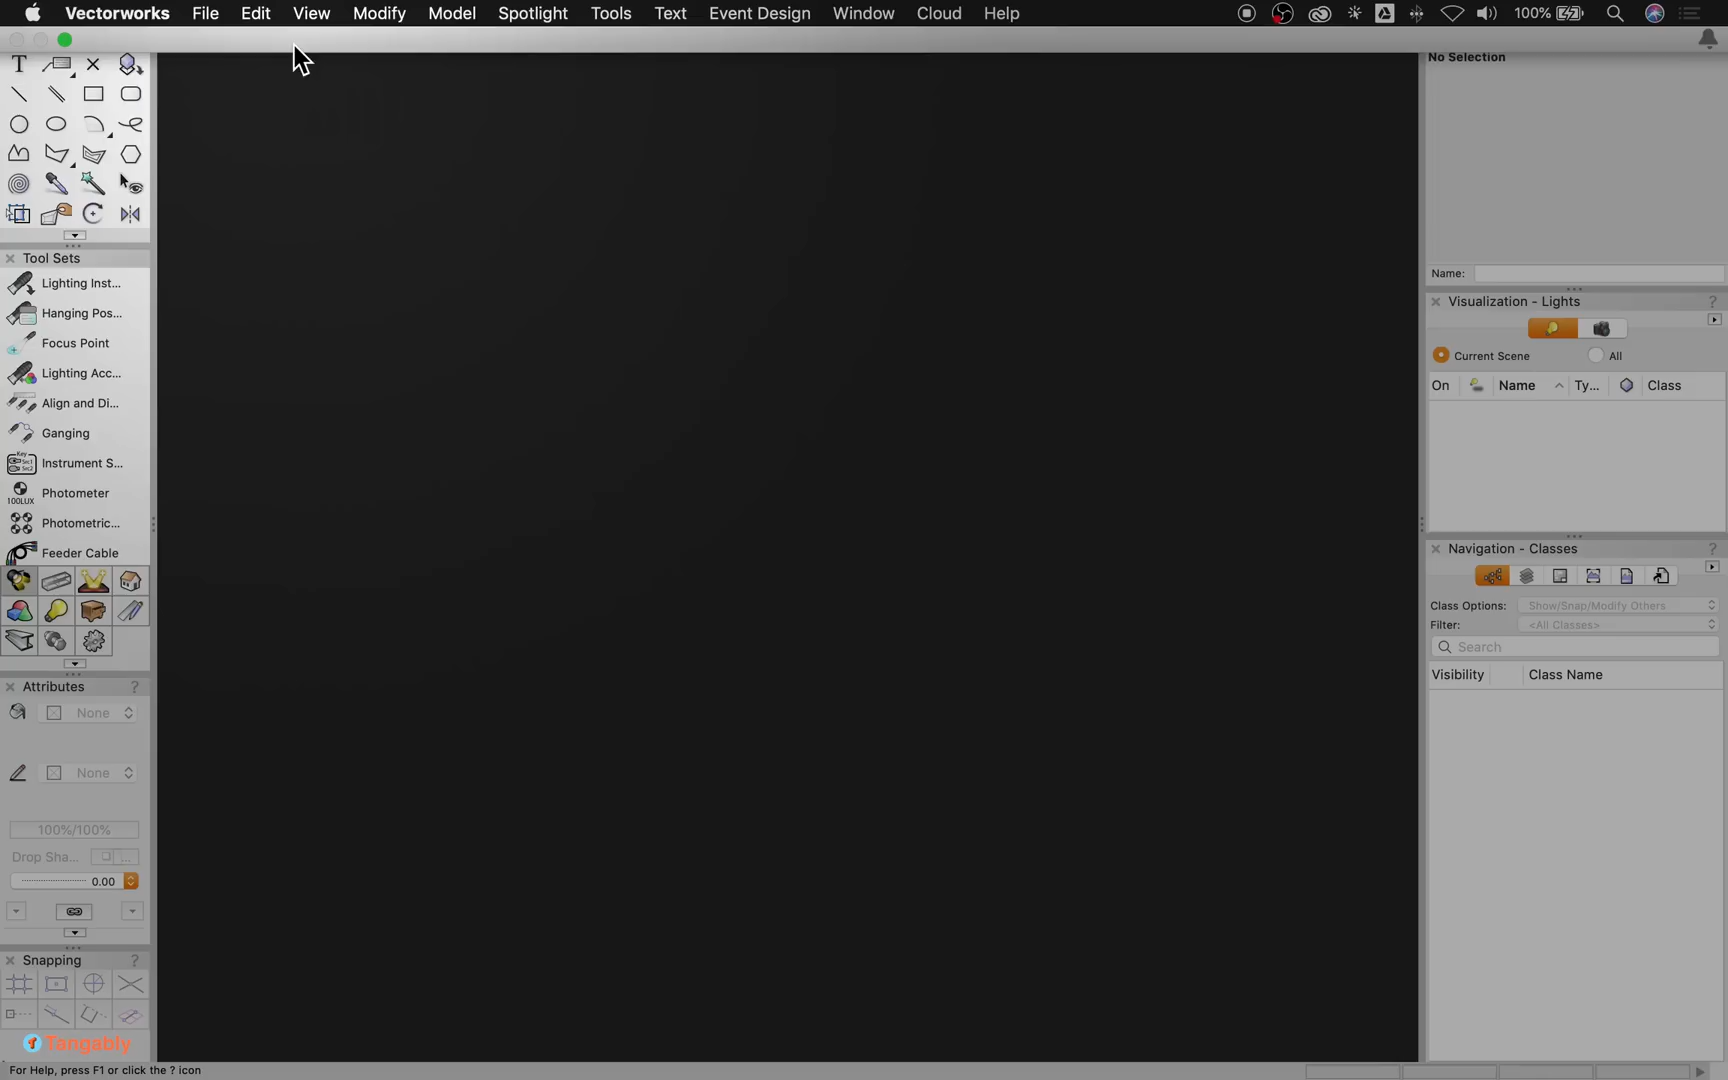 Vectorworks File Edit View Modify Model Spotlight Tools Text Event Design Window Cloud Help 100%
No Selection
Name:
Tool Sets
Lighting Inst...
Hanging Pos...
Focus Point
Lighting Acc...
Align and Di...
Ganging
Key
Src1
Src2
Instrument S...
100LUX
Photometer
Photometric...
Feeder Cable
Attributes ?
None
None
100%/100%
Drop Sha... ...
0.00
Snapping ?
Tangably
For Help, press F1 or click the ? icon
Visualization - Lights ?
Current Scene All
On Name Ty... Class
Navigation - Classes ?
Class Options: Show/Snap/Modify Others
Filter: <All Classes>
Search
Visibility Class Name